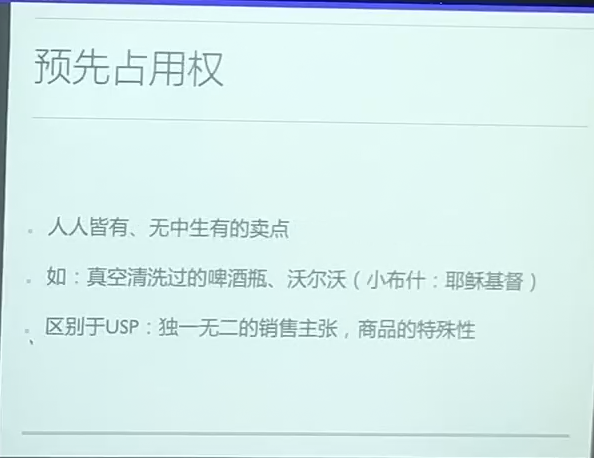 预先占用权
人人皆有、无中生有的卖点
如：真空清洗过的啤酒瓶、沃尔沃（小布什：耶稣基督）
区别于USP：独一无二的销售主张，商品的特殊性